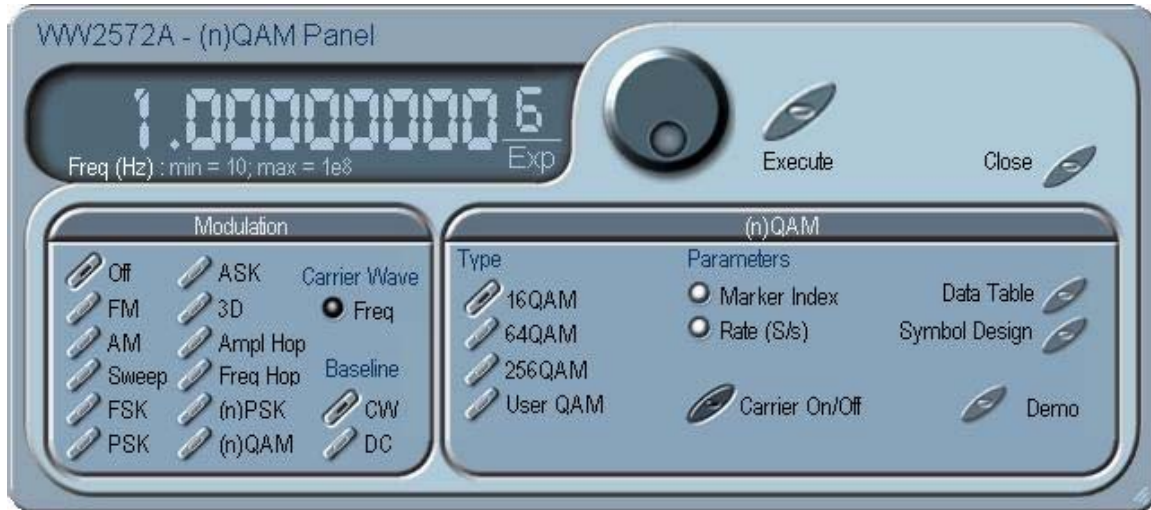 WW2572A - (n)QAM Panel
1.00000000 6
Exp
Freq (Hz) : min = 10; max = 1e8
Execute
Close
Modulation
Off
FM
AM
Sweep
FSK
PSK
ASK
3D
Ampl Hop
Freq Hop
(n)PSK
(n)QAM
Carrier Wave
Freq
Baseline
CW
DC
(n)QAM
Type
16QAM
64QAM
256QAM
User QAM
Parameters
Marker Index
Rate (S/s)
Carrier On/Off
Data Table
Symbol Design
Demo